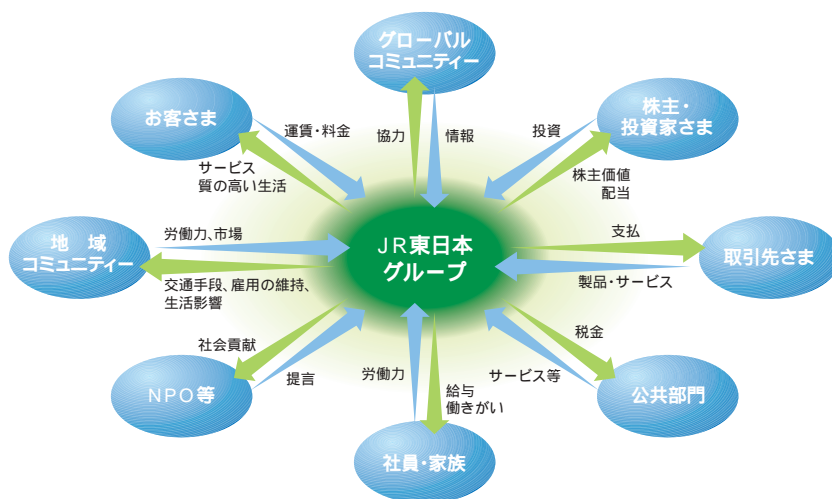 グローバル
コミュニティー
お客さま
株主・
投資家さま
運賃・料金
協力
情報
投資
サービス
質の高い生活
株主価値
配当
地　域
コミュニティー
労働力、市場
JR東日本
グループ
支払
取引先さま
交通手段、雇用の維持、
生活影響
製品・サービス
社会貢献
税金
NPO等
提言
労働力
給与
働きがい
サービス等
公共部門
社員・家族